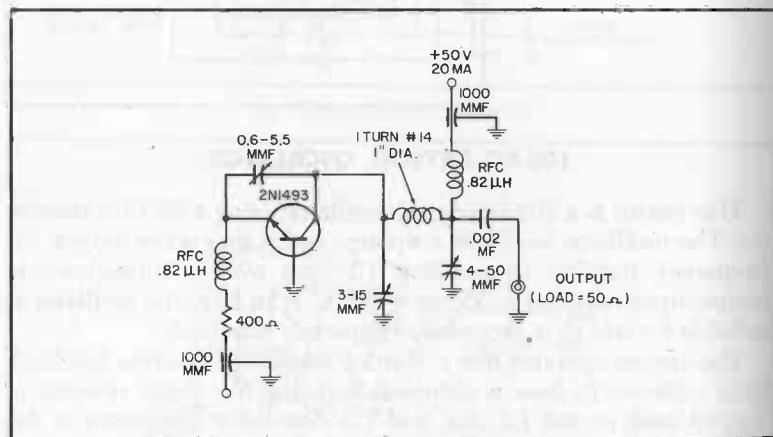 +50V
20 MA
1000
MMF
1 TURN #14
1" DIA.
0.6-5.5
MMF
RFC
.82 µH
2N1493
RFC
.82 µH
.002
MF
4-50
MMF
3-15
MMF
OUTPUT
(LOAD = 50 Ω)
400 Ω
1000
MMF